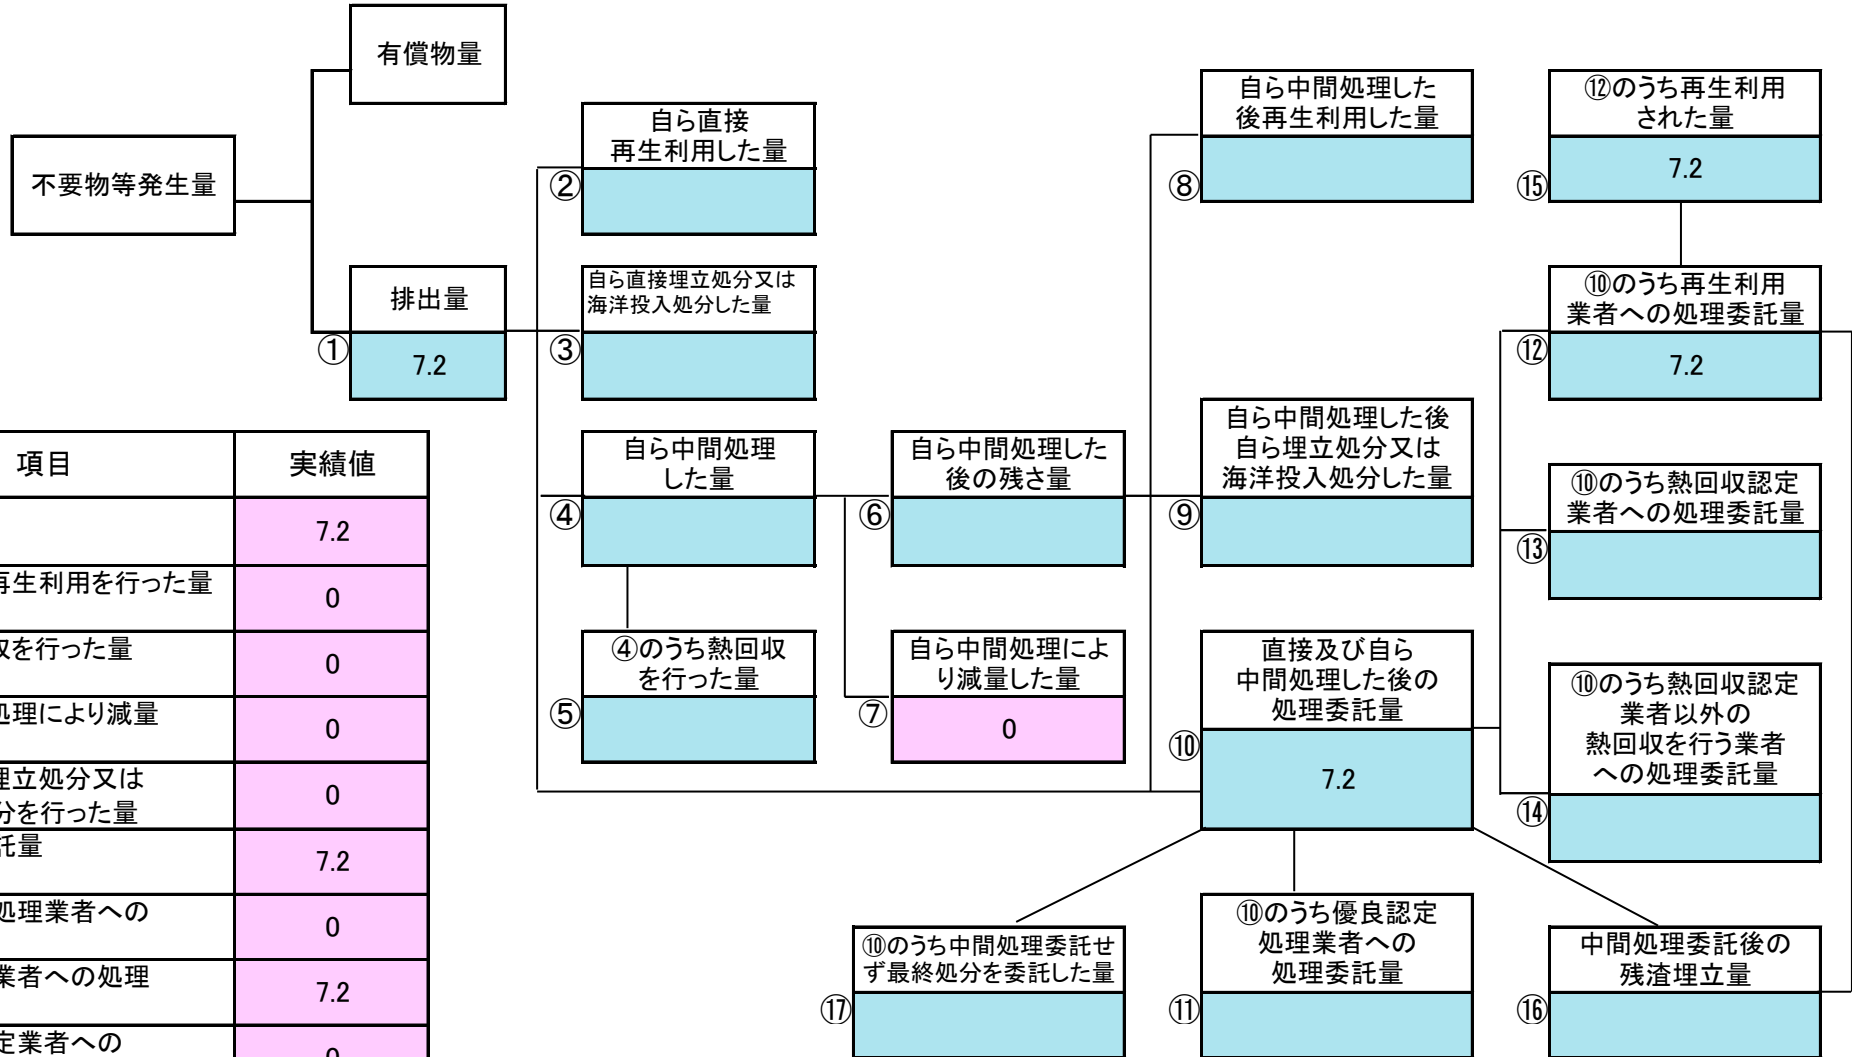 有償物量
不要物等発生量
排出量
①
7.2
自ら直接
再生利用した量
②
自ら直接埋立処分又は
海洋投入処分した量
③
自ら中間処理
した量
④
④のうち熱回収
を行った量
⑤
自ら中間処理した
後の残さ量
⑥
自ら中間処理によ
り減量した量
⑦
0
自ら中間処理した
後再生利用した量
⑧
自ら中間処理した後
自ら埋立処分又は
海洋投入処分した量
⑨
直接及び自ら
中間処理した後の
処理委託量
⑩
7.2
⑫のうち再生利用
された量
⑮
7.2
⑩のうち再生利用
業者への処理委託量
⑫
7.2
⑩のうち熱回収認定
業者への処理委託量
⑬
⑩のうち熱回収認定
業者以外の
熱回収を行う業者
への処理委託量
⑭
⑩のうち中間処理委託せ
ず最終処分を委託した量
⑰
⑩のうち優良認定
処理業者への
処理委託量
⑪
中間処理委託後の
残渣埋立量
⑯
項目 実績値
7.2
再生利用を行った量 0
を行った量 0
処理により減量 0
埋立処分又は
分を行った量 0
託量 7.2
処理業者への 0
業者への処理 7.2
定業者への 0